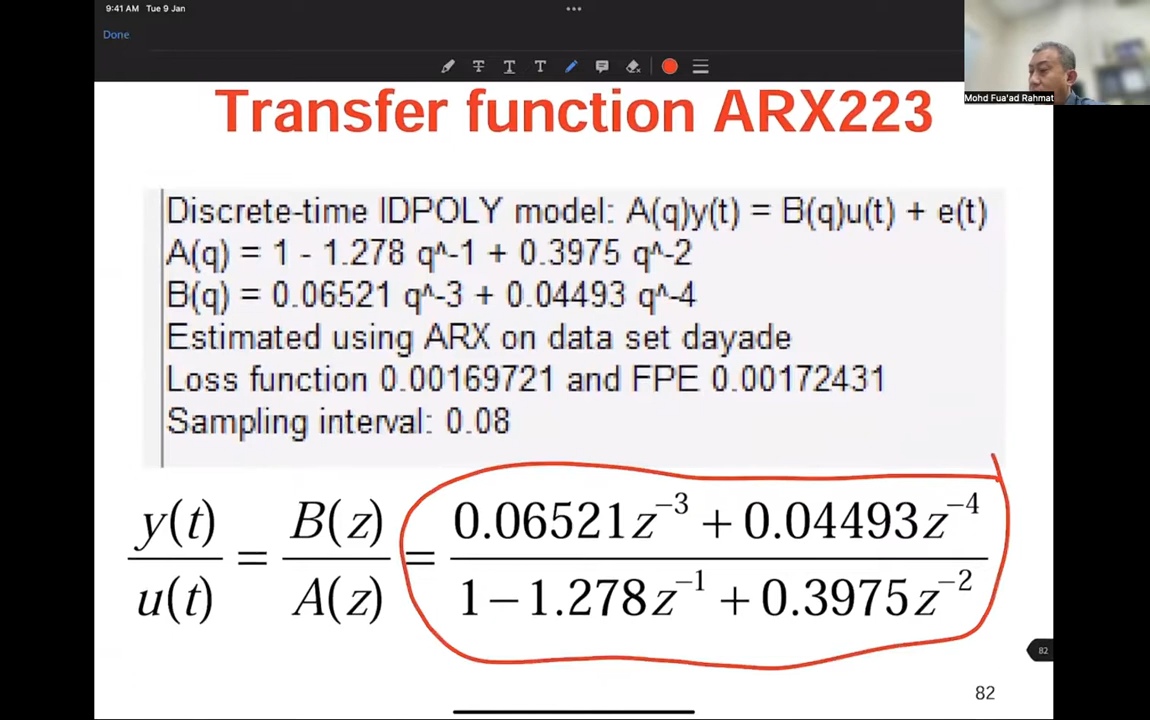 9:41 AM Tue 9 Jan
Done
Mohd Fua'ad Rahmat
Transfer function ARX223
Discrete-time IDPOLY model: A(q)y(t) = B(q)u(t) + e(t)
A(q) = 1 - 1.278 q^-1 + 0.3975 q^-2
B(q) = 0.06521 q^-3 + 0.04493 q^-4
Estimated using ARX on data set dayade
Loss function 0.00169721 and FPE 0.00172431
Sampling interval: 0.08
y(t)/u(t) = B(z)/A(z) = (0.06521z⁻³ + 0.04493z⁻⁴)/(1−1.278z⁻¹ + 0.3975z⁻²)
82
82